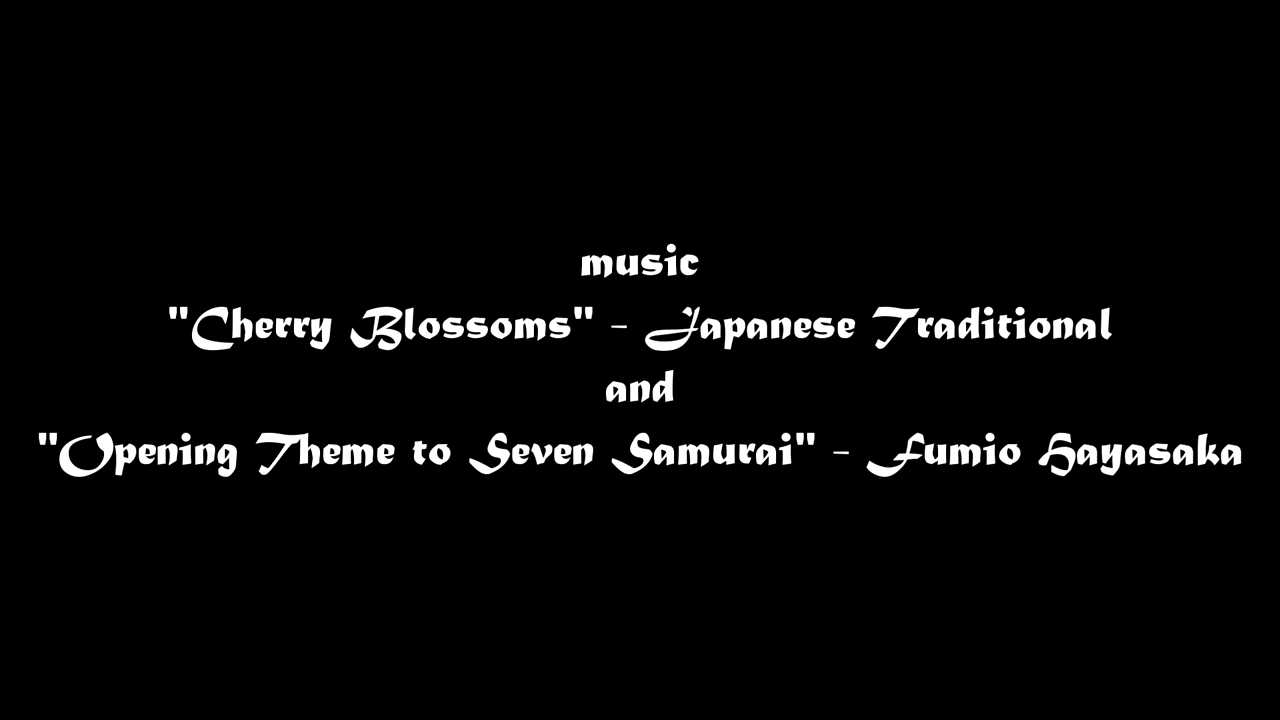 music
"Cherry Blossoms" - Japanese Traditional
and
"Opening Theme to Seven Samurai" - Fumio Hayasaka